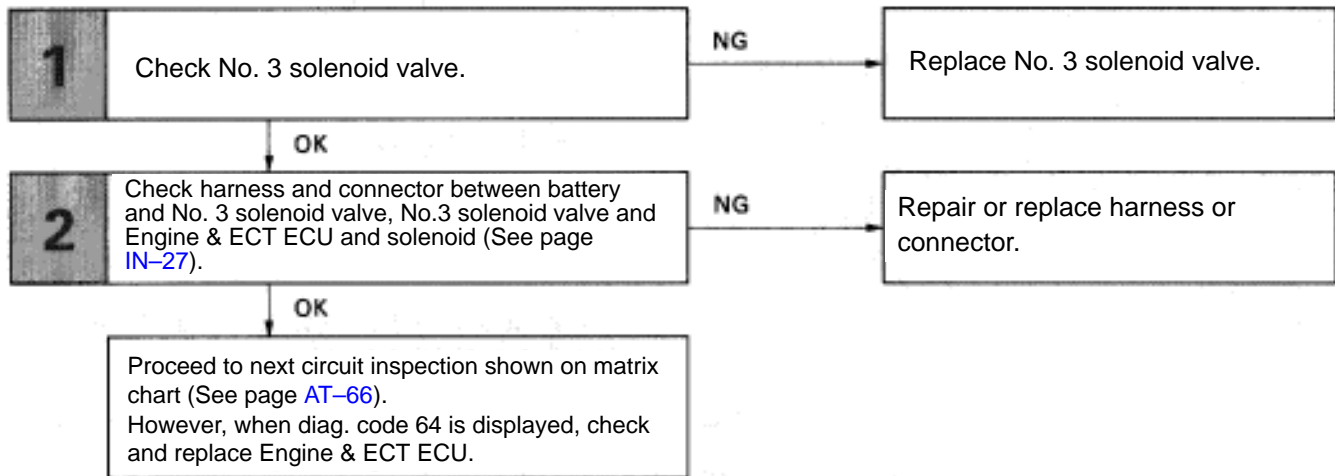 1
Check No. 3 solenoid valve.
NG
Replace No. 3 solenoid valve.
OK
2
Check harness and connector between battery
and No. 3 solenoid valve, No.3 solenoid valve and
Engine & ECT ECU and solenoid (See page
IN–27).
NG
Repair or replace harness or
connector.
OK
Proceed to next circuit inspection shown on matrix
chart (See page AT–66).
However, when diag. code 64 is displayed, check
and replace Engine & ECT ECU.